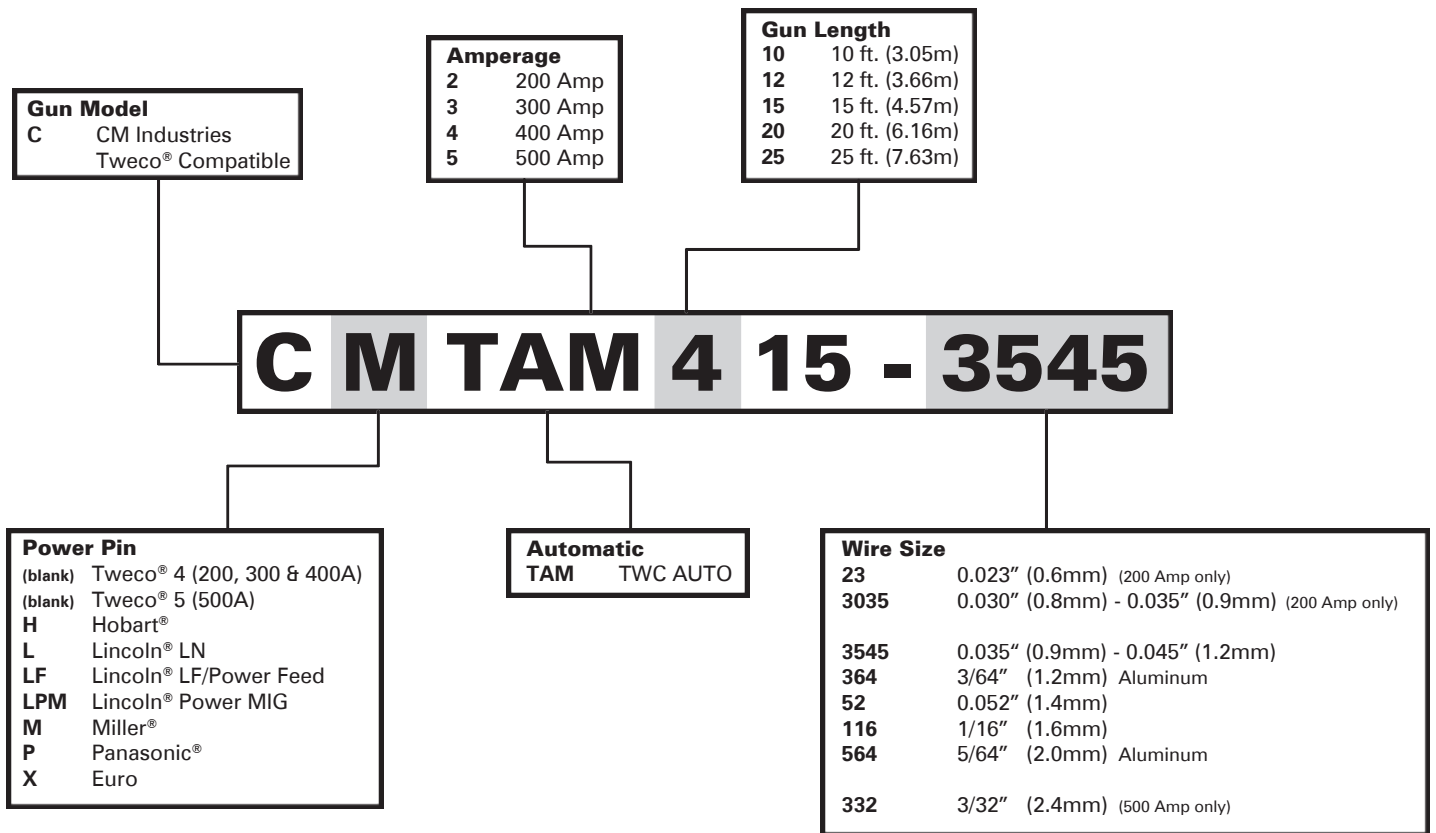 Gun Length
10 10 ft. (3.05m)
12 12 ft. (3.66m)
15 15 ft. (4.57m)
20 20 ft. (6.16m)
25 25 ft. (7.63m)
Amperage
2 200 Amp
3 300 Amp
4 400 Amp
5 500 Amp
Gun Model
C CM Industries
Tweco® Compatible
C M TAM 4 15 - 3545
Power Pin
(blank) Tweco® 4 (200, 300 & 400A)
(blank) Tweco® 5 (500A)
H Hobart®
L Lincoln® LN
LF Lincoln® LF/Power Feed
LPM Lincoln® Power MIG
M Miller®
P Panasonic®
X Euro
Automatic
TAM TWC AUTO
Wire Size
23 0.023″ (0.6mm) (200 Amp only)
3035 0.030″ (0.8mm) - 0.035″ (0.9mm) (200 Amp only)
3545 0.035“ (0.9mm) - 0.045″ (1.2mm)
364 3/64″ (1.2mm) Aluminum
52 0.052″ (1.4mm)
116 1/16″ (1.6mm)
564 5/64″ (2.0mm) Aluminum
332 3/32″ (2.4mm) (500 Amp only)